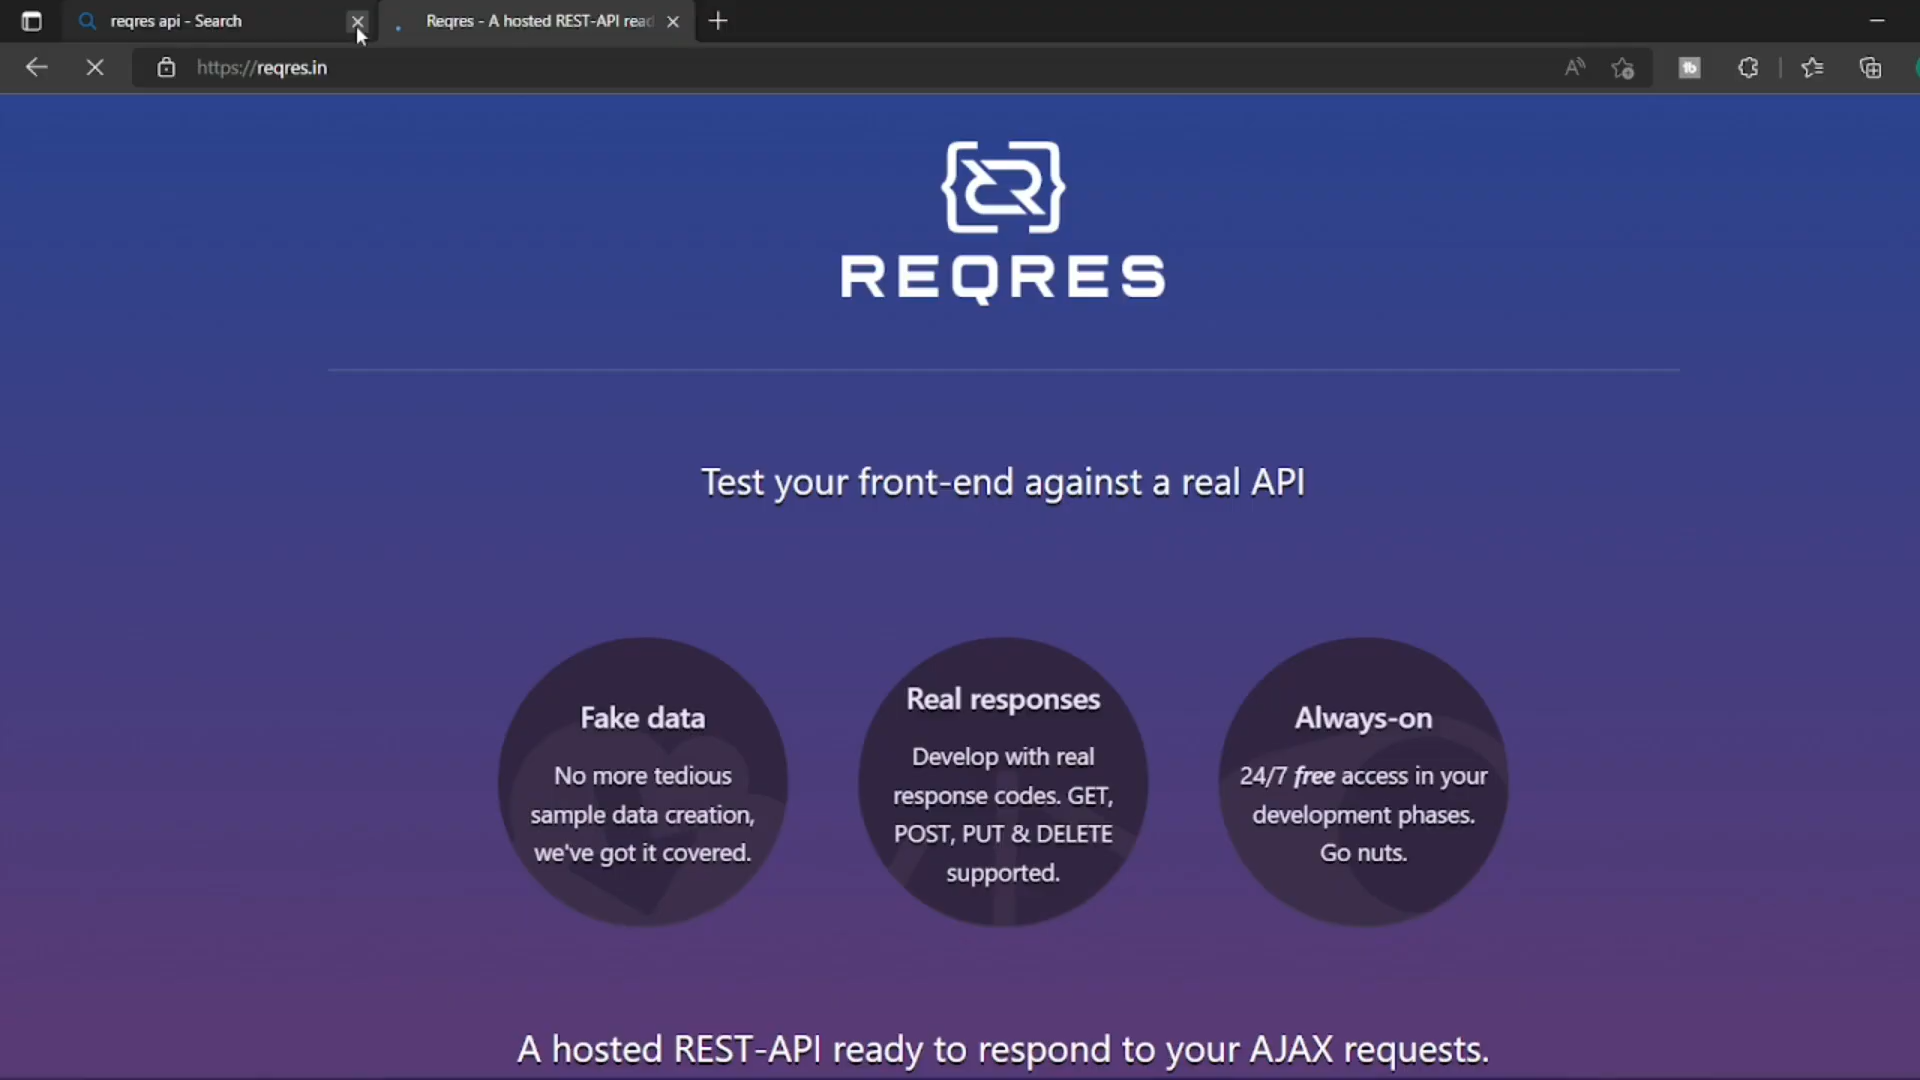 reqres api - Search
Reqres - A hosted REST-API read
https://reqres.in
REQRES
Test your front-end against a real API
Fake data
No more tedious
sample data creation,
we've got it covered.
Real responses
Develop with real
response codes. GET,
POST, PUT & DELETE
supported.
Always-on
24/7 free access in your
development phases.
Go nuts.
A hosted REST-API ready to respond to your AJAX requests.